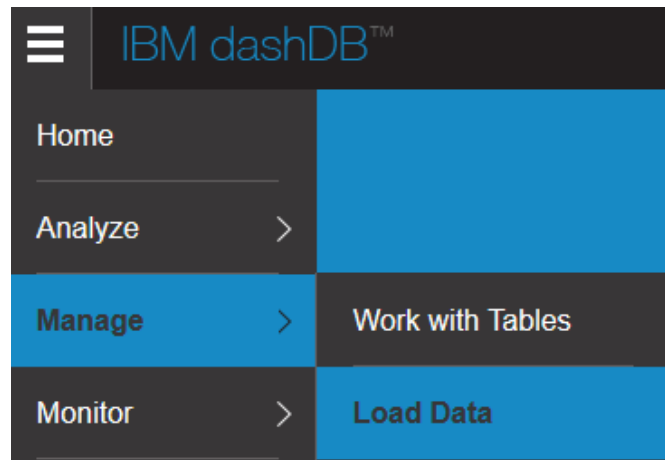 IBM dashDB™
Home
Analyze
Manage
Work with Tables
Monitor
Load Data